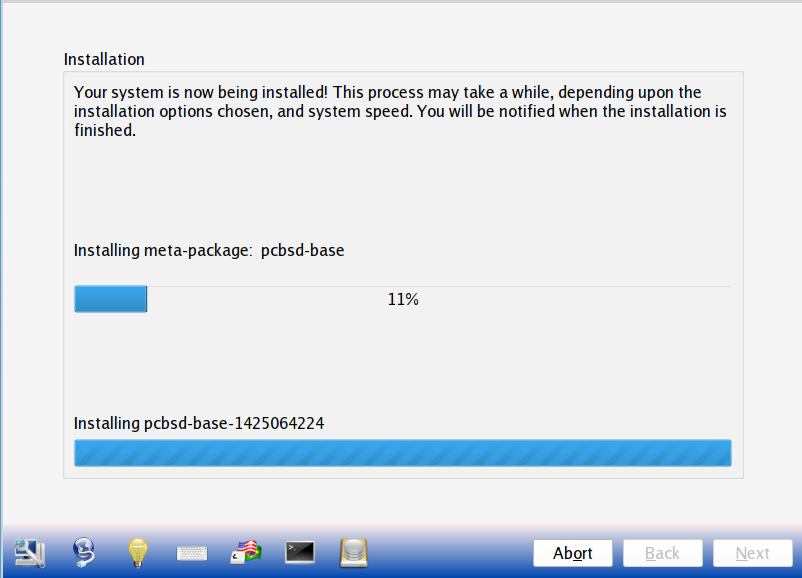 Installation
Your system is now being installed! This process may take a while, depending upon the
installation options chosen, and system speed. You will be notified when the installation is
finished.
Installing meta-package:  pcbsd-base
11%
Installing pcbsd-base-1425064224
Abort
Back
Next